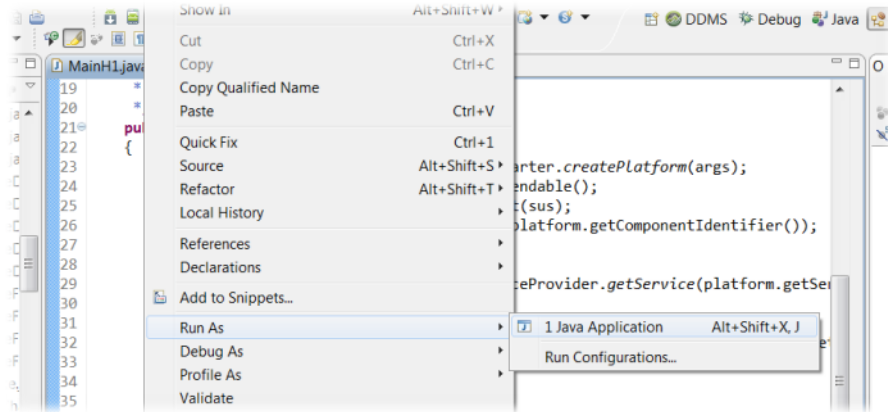 Show In Alt+Shift+W
DDMS Debug Java
Cut Ctrl+X
MainH1.java
Copy Ctrl+C
O
Copy Qualified Name
19 *
Paste Ctrl+V
20 *
21 pu
Quick Fix Ctrl+1
22 {
Source Alt+Shift+S
23 arter.createPlatform(args);
Refactor Alt+Shift+T
24 endable();
Local History
25 t(sus);
26 platform.getComponentIdentifier());
References
27
Declarations
28
29 eProvider.getService(platform.getSer
Add to Snippets...
30
31
Run As
1 Java Application Alt+Shift+X, J
32
Debug As
Run Configurations...
33
Profile As
34
Validate
35